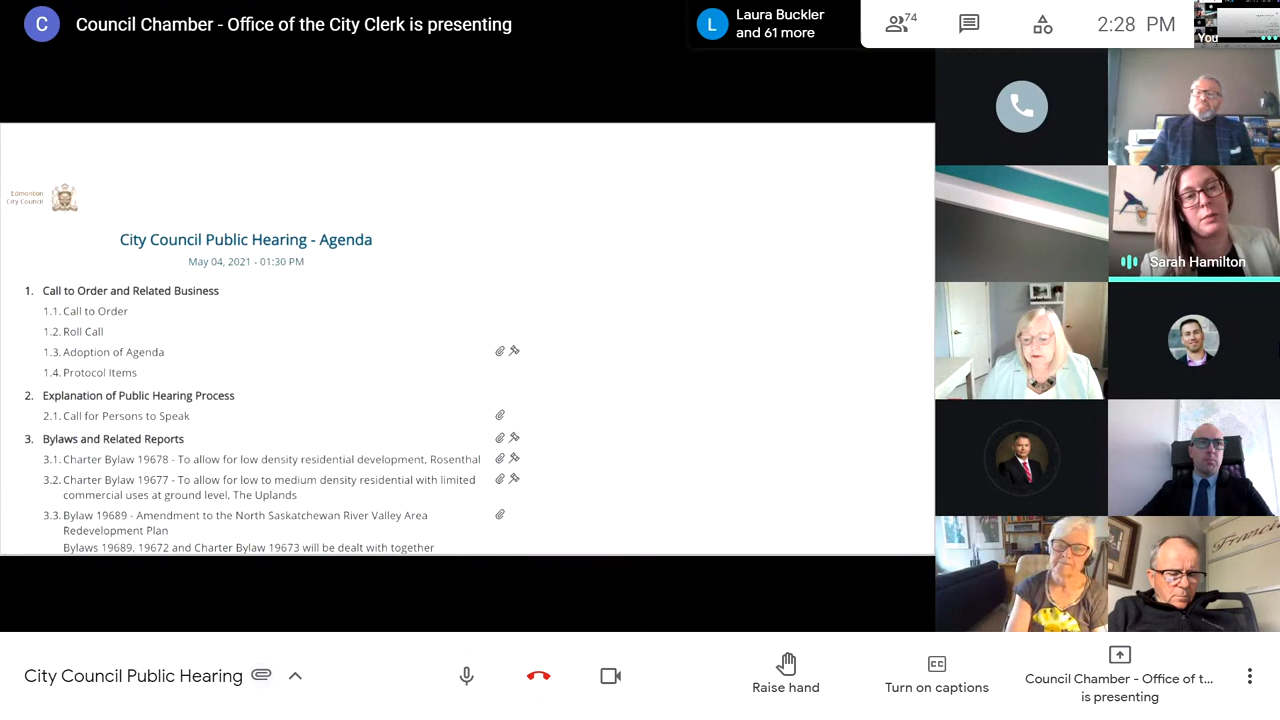 C
Council Chamber - Office of the City Clerk is presenting
L
Laura Buckler
and 61 more
74
2:28 PM
You
Edmonton
City Council
City Council Public Hearing - Agenda
May 04, 2021 - 01:30 PM
1. Call to Order and Related Business
1.1. Call to Order
1.2. Roll Call
1.3. Adoption of Agenda
1.4. Protocol Items
2. Explanation of Public Hearing Process
2.1. Call for Persons to Speak
3. Bylaws and Related Reports
3.1. Charter Bylaw 19678 - To allow for low density residential development, Rosenthal
3.2. Charter Bylaw 19677 - To allow for low to medium density residential with limited
commercial uses at ground level, The Uplands
3.3. Bylaw 19689 - Amendment to the North Saskatchewan River Valley Area
Redevelopment Plan
Bylaws 19689, 19672 and Charter Bylaw 19673 will be dealt with together
Sarah Hamilton
Francis
City Council Public Hearing
Raise hand
CC
Turn on captions
Council Chamber - Office of t...
is presenting